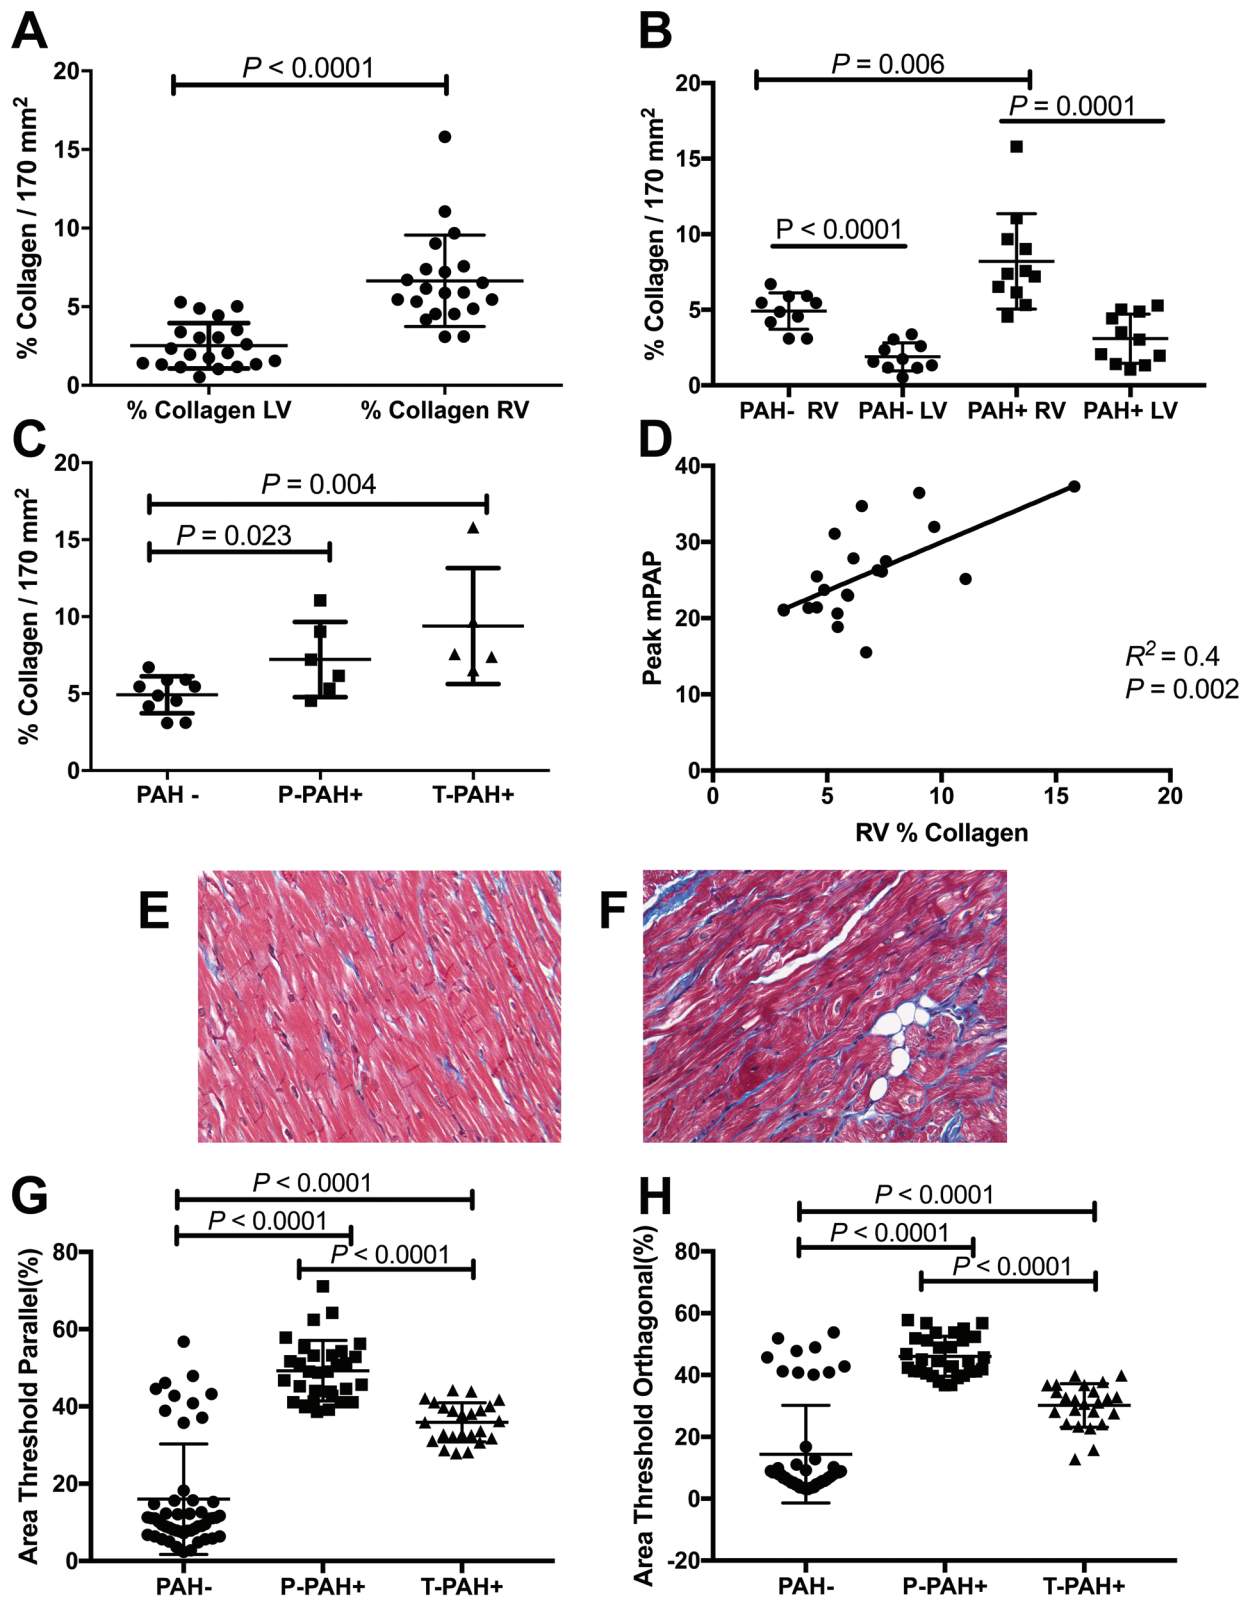 A
P < 0.0001
% Collagen / 170 mm²
20
15
10
5
0
% Collagen LV
% Collagen RV
B
P = 0.006
P = 0.0001
P < 0.0001
% Collagen / 170 mm²
20
15
10
5
0
PAH- RV
PAH- LV
PAH+ RV
PAH+ LV
C
P = 0.004
P = 0.023
% Collagen / 170 mm²
20
15
10
5
0
PAH -
P-PAH+
T-PAH+
D
Peak mPAP
40
30
20
10
0
R² = 0.4
P = 0.002
0
5
10
15
20
RV % Collagen
E
F
G
P < 0.0001
P < 0.0001
P < 0.0001
Area Threshold Parallel(%)
80
60
40
20
0
PAH-
P-PAH+
T-PAH+
H
P < 0.0001
P < 0.0001
P < 0.0001
Area Threshold Orthagonal(%)
80
60
40
20
0
-20
PAH-
P-PAH+
T-PAH+